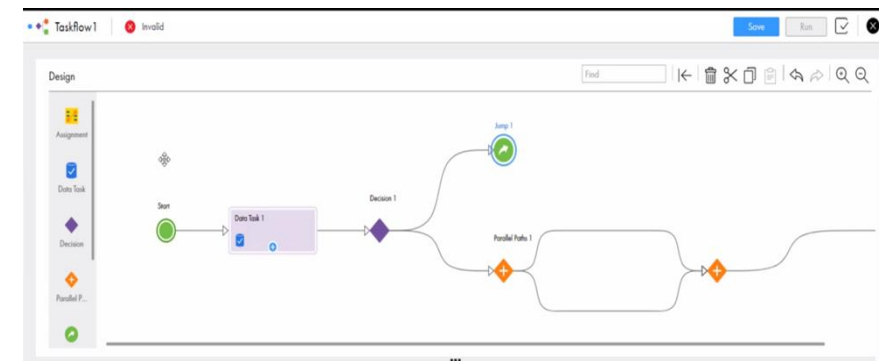 Taskflow1
Invalid
Save
Run
Design
Find
Assignment
Data Task
Decision
Parallel P...
Start
Data Task 1
Decision 1
Jump 1
Parallel Paths 1